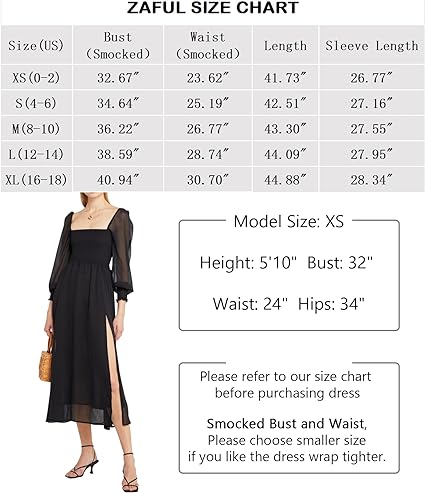 ZAFUL SIZE CHART
Size(US) Bust (Smocked) Waist (Smocked) Length Sleeve Length
XS(0-2) 32.67" 23.62" 41.73" 26.77"
S(4-6) 34.64" 25.19" 42.51" 27.16"
M(8-10) 36.22" 26.77" 43.30" 27.55"
L(12-14) 38.59" 28.74" 44.09" 27.95"
XL(16-18) 40.94" 30.70" 44.88" 28.34"
Model Size: XS
Height: 5'10" Bust: 32"
Waist: 24" Hips: 34"
Please refer to our size chart
before purchasing dress
Smocked Bust and Waist,
Please choose smaller size
if you like the dress wrap tighter.